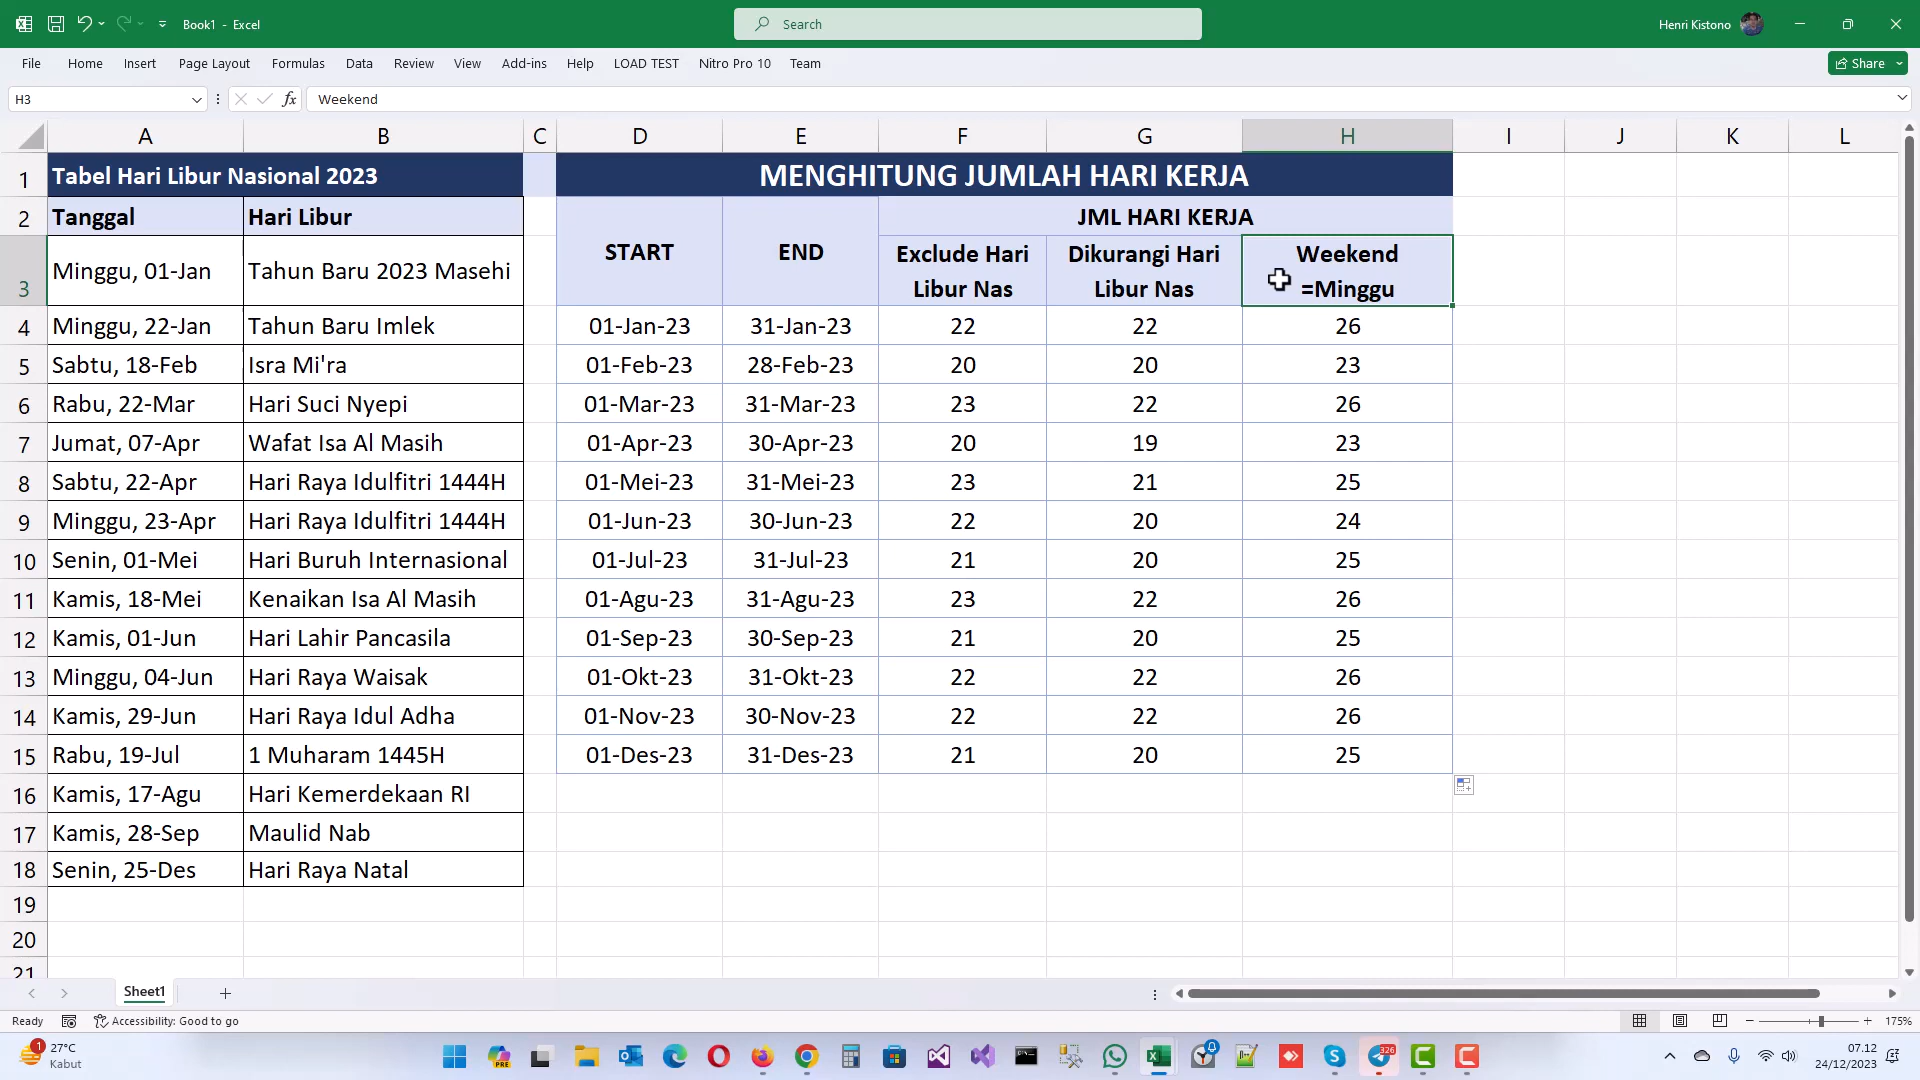 Book1 - Excel
Search
Henri Kistono
File Home Insert Page Layout Formulas Data Review View Add-ins Help LOAD TEST Nitro Pro 10 Team
Share
H3
fx
Weekend
A B C D E F G H I J K L
1 Tabel Hari Libur Nasional 2023 MENGHITUNG JUMLAH HARI KERJA
2 Tanggal Hari Libur START END JML HARI KERJA
3 Minggu, 01-Jan Tahun Baru 2023 Masehi Exclude Hari Libur Nas Dikurangi Hari Libur Nas Weekend =Minggu
4 Minggu, 22-Jan Tahun Baru Imlek 01-Jan-23 31-Jan-23 22 22 26
5 Sabtu, 18-Feb Isra Mi'ra 01-Feb-23 28-Feb-23 20 20 23
6 Rabu, 22-Mar Hari Suci Nyepi 01-Mar-23 31-Mar-23 23 22 26
7 Jumat, 07-Apr Wafat Isa Al Masih 01-Apr-23 30-Apr-23 20 19 23
8 Sabtu, 22-Apr Hari Raya Idulfitri 1444H 01-Mei-23 31-Mei-23 23 21 25
9 Minggu, 23-Apr Hari Raya Idulfitri 1444H 01-Jun-23 30-Jun-23 22 20 24
10 Senin, 01-Mei Hari Buruh Internasional 01-Jul-23 31-Jul-23 21 20 25
11 Kamis, 18-Mei Kenaikan Isa Al Masih 01-Agu-23 31-Agu-23 23 22 26
12 Kamis, 01-Jun Hari Lahir Pancasila 01-Sep-23 30-Sep-23 21 20 25
13 Minggu, 04-Jun Hari Raya Waisak 01-Okt-23 31-Okt-23 22 22 26
14 Kamis, 29-Jun Hari Raya Idul Adha 01-Nov-23 30-Nov-23 22 22 26
15 Rabu, 19-Jul 1 Muharam 1445H 01-Des-23 31-Des-23 21 20 25
16 Kamis, 17-Agu Hari Kemerdekaan RI
17 Kamis, 28-Sep Maulid Nab
18 Senin, 25-Des Hari Raya Natal
19
20
21
Sheet1
Ready Accessibility: Good to go 175%
1 27°C
Kabut
PRE
326
07.12
24/12/2023